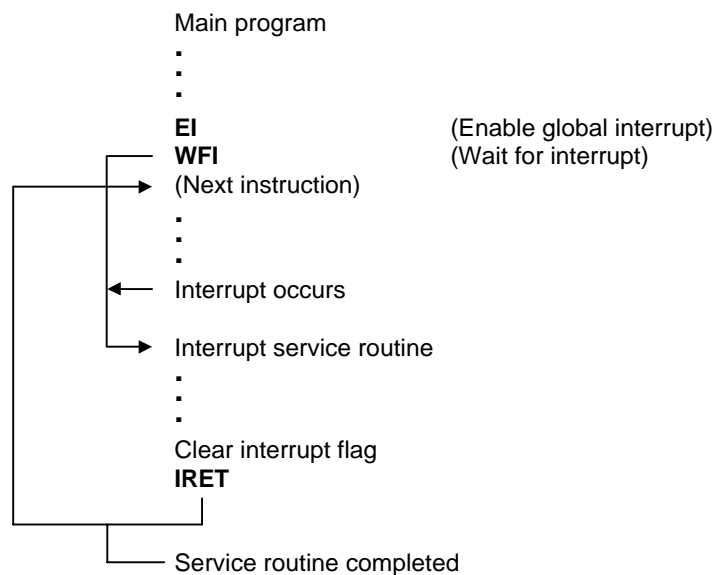 Main program
EI (Enable global interrupt)
WFI (Wait for interrupt)
(Next instruction)
Interrupt occurs
Interrupt service routine
Clear interrupt flag
IRET
Service routine completed